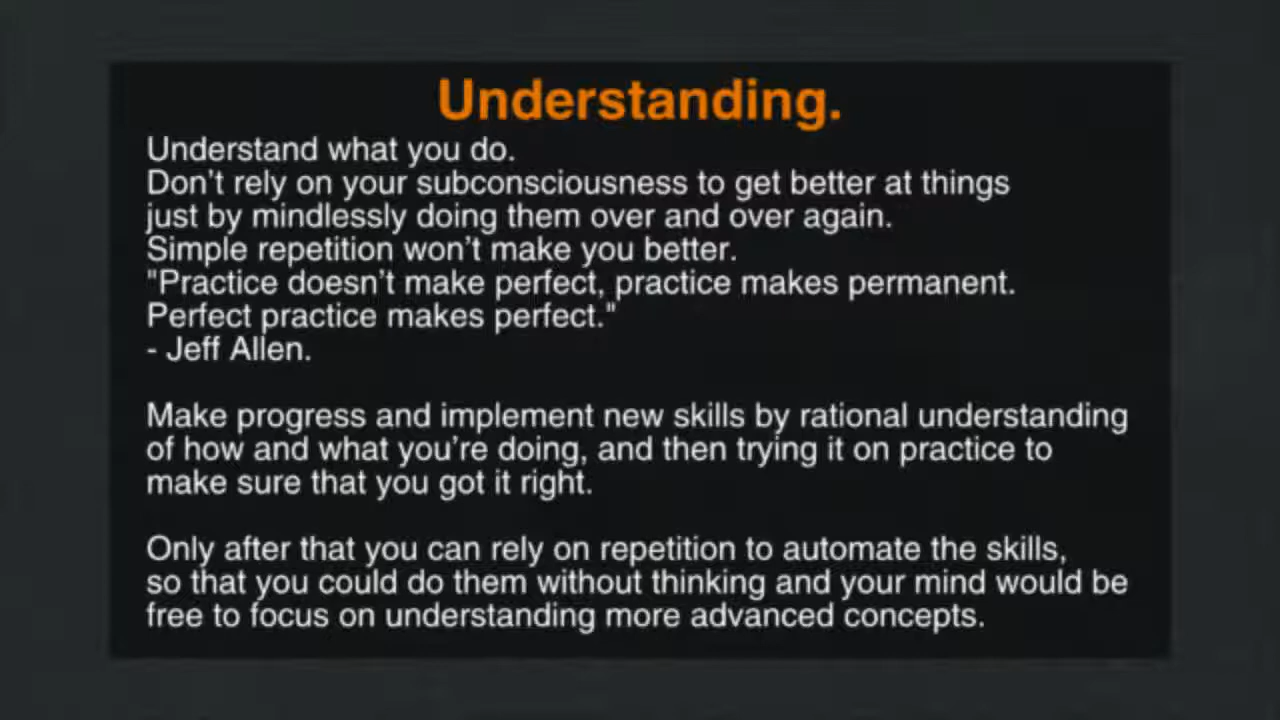 Understanding.
Understand what you do.
Don't rely on your subconsciousness to get better at things
just by mindlessly doing them over and over again.
Simple repetition won't make you better.
"Practice doesn't make perfect, practice makes permanent.
Perfect practice makes perfect."
- Jeff Allen.
Make progress and implement new skills by rational understanding
of how and what you're doing, and then trying it on practice to
make sure that you got it right.
Only after that you can rely on repetition to automate the skills,
so that you could do them without thinking and your mind would be
free to focus on understanding more advanced concepts.